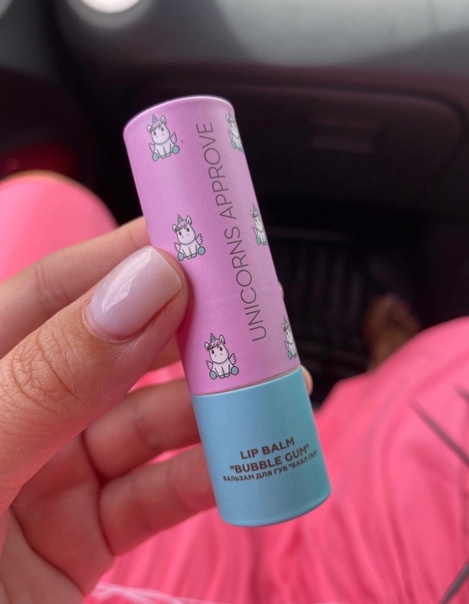 UNICORNS APPROVE
LIP BALM
"BUBBLE GUM"
БАЛЬЗАМ ДЛЯ ГУБ "БАБЛ ГАМ"